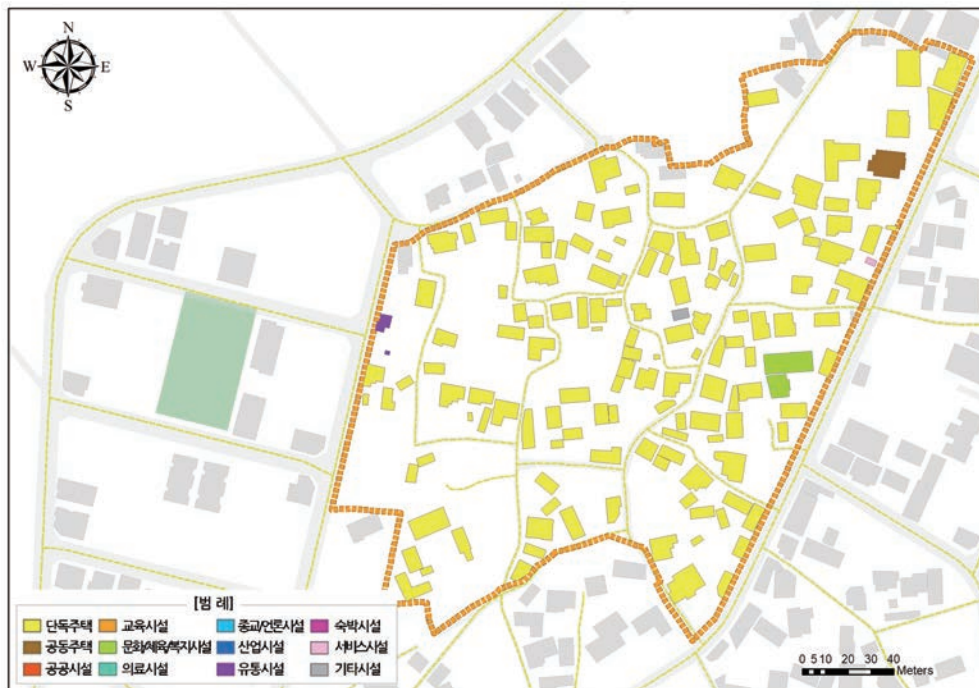 N
W E
S
[범 례]
단독주택 교육시설 종교/언론시설 숙박시설
공동주택 문화/체육/복지시설 산업시설 서비스시설
공공시설 의료시설 유통시설 기타시설
0 5 10 20 30 40
Meters